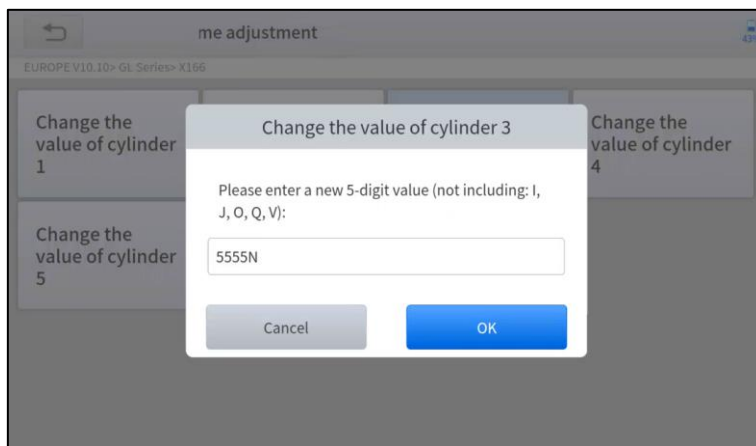 me adjustment
43%
EUROPE V10.10> GL Series> X166
Change the
value of cylinder
1
Change the
value of cylinder
4
Change the
value of cylinder
5
Change the value of cylinder 3
Please enter a new 5-digit value (not including: I,
J, O, Q, V):
5555N
Cancel
OK